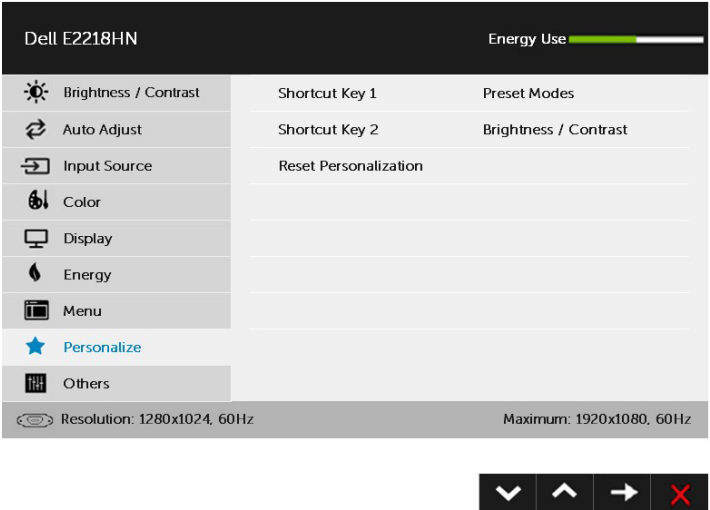 Dell E2218HN
Energy Use
Brightness / Contrast
Shortcut Key 1
Preset Modes
Auto Adjust
Shortcut Key 2
Brightness / Contrast
Input Source
Reset Personalization
Color
Display
Energy
Menu
Personalize
Others
Resolution: 1280x1024, 60Hz
Maximum: 1920x1080, 60Hz